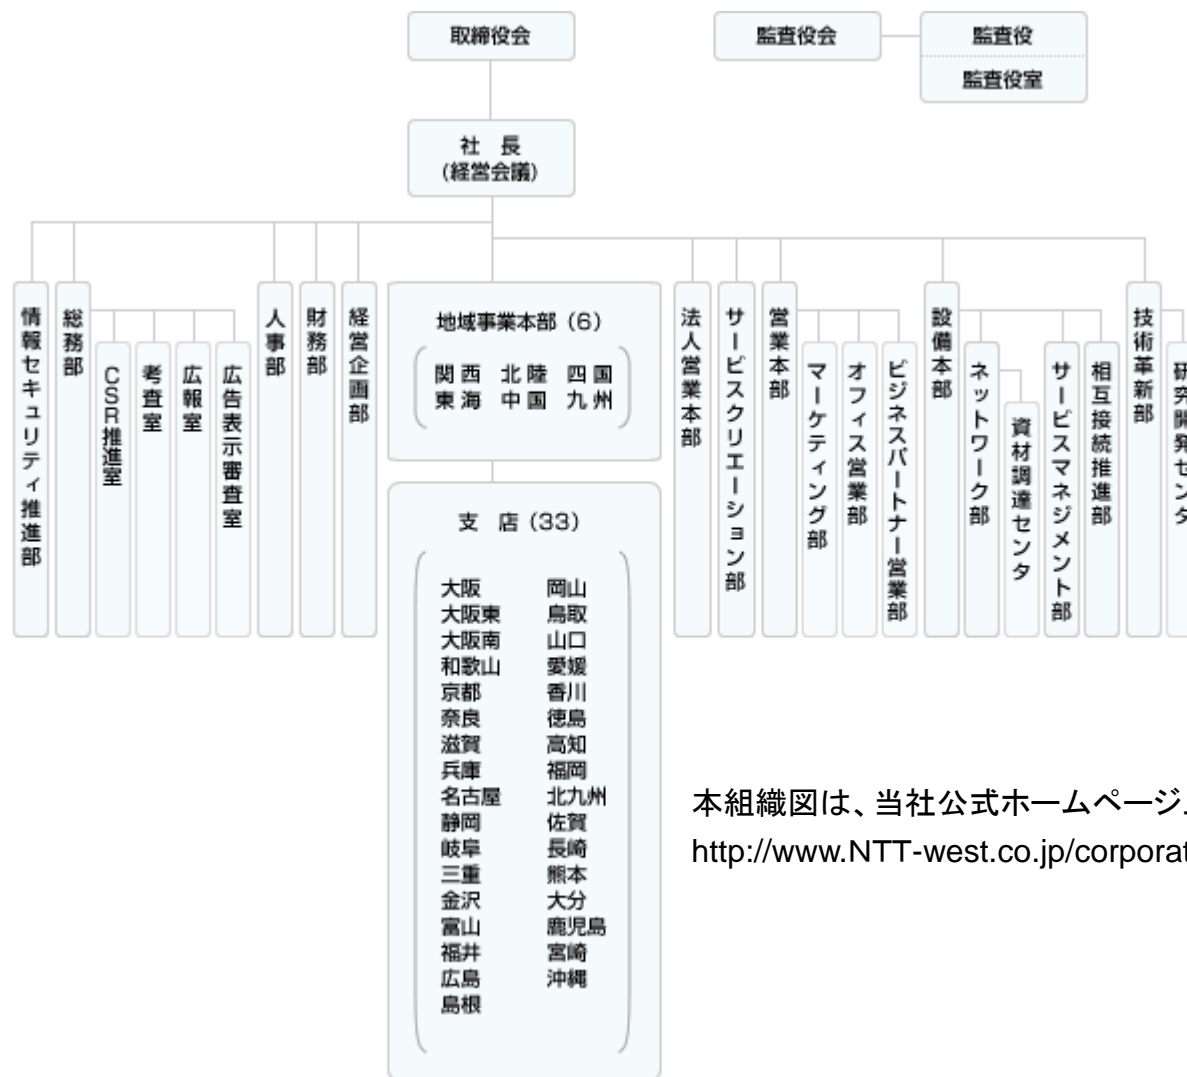 取締役会
監査役会
監査役
監査役室
社　長
(経営会議)
情報セキュリティ推進部
総務部
CSR推進室
考査室
広報室
広告表示審査室
人事部
財務部
経営企画部
地域事業本部（6）
関西　北陸　四国
東海　中国　九州
支　店（33）
大阪　岡山
大阪東　鳥取
大阪南　山口
和歌山　愛媛
京都　香川
奈良　徳島
滋賀　高知
兵庫　福岡
名古屋　北九州
静岡　佐賀
岐阜　長崎
三重　熊本
金沢　大分
富山　鹿児島
福井　宮崎
広島　沖縄
島根
法人営業本部
サービスクリエーション部
営業本部
マーケティング部
オフィス営業部
ビジネスパートナー営業部
設備本部
ネットワーク部
資材調達センタ
サービスマネジメント部
相互接続推進部
技術革新部
研究開発センタ
本組織図は、当社公式ホームページ
http://www.NTT-west.co.jp/corporat